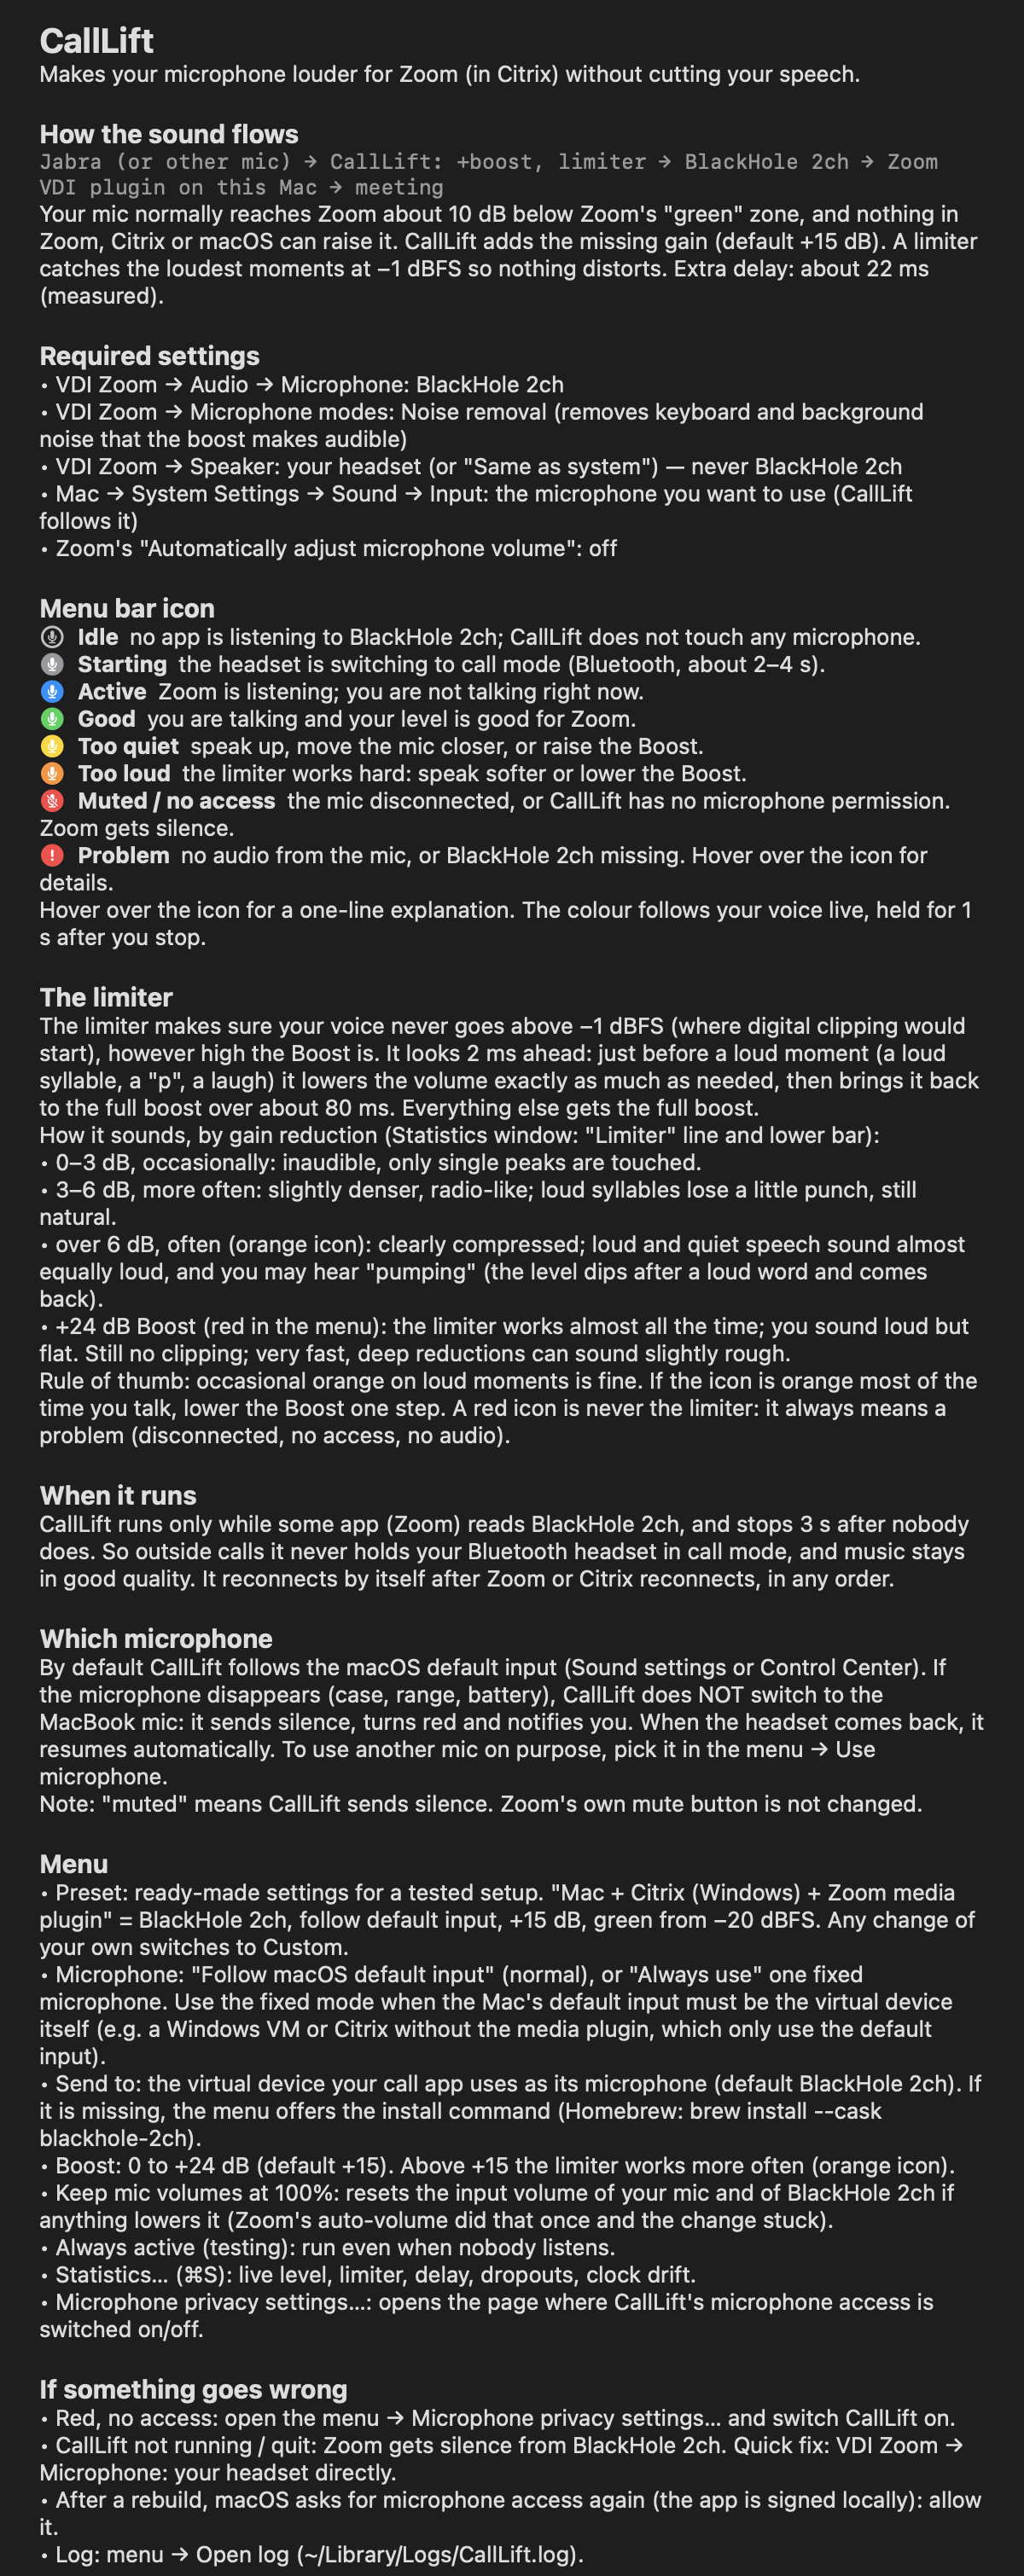 CallLift
Makes your microphone louder for Zoom (in Citrix) without cutting your speech.
How the sound flows
Jabra (or other mic) → CallLift: +boost, limiter → BlackHole 2ch → Zoom
VDI plugin on this Mac → meeting
Your mic normally reaches Zoom about 10 dB below Zoom's "green" zone, and nothing in
Zoom, Citrix or macOS can raise it. CallLift adds the missing gain (default +15 dB). A limiter
catches the loudest moments at −1 dBFS so nothing distorts. Extra delay: about 22 ms
(measured).
Required settings
• VDI Zoom → Audio → Microphone: BlackHole 2ch
• VDI Zoom → Microphone modes: Noise removal (removes keyboard and background
noise that the boost makes audible)
• VDI Zoom → Speaker: your headset (or "Same as system") — never BlackHole 2ch
• Mac → System Settings → Sound → Input: the microphone you want to use (CallLift
follows it)
• Zoom's "Automatically adjust microphone volume": off
Menu bar icon
Idle no app is listening to BlackHole 2ch; CallLift does not touch any microphone.
Starting the headset is switching to call mode (Bluetooth, about 2–4 s).
Active Zoom is listening; you are not talking right now.
Good you are talking and your level is good for Zoom.
Too quiet speak up, move the mic closer, or raise the Boost.
Too loud the limiter works hard: speak softer or lower the Boost.
Muted / no access the mic disconnected, or CallLift has no microphone permission.
Zoom gets silence.
Problem no audio from the mic, or BlackHole 2ch missing. Hover over the icon for
details.
Hover over the icon for a one-line explanation. The colour follows your voice live, held for 1
s after you stop.
The limiter
The limiter makes sure your voice never goes above −1 dBFS (where digital clipping would
start), however high the Boost is. It looks 2 ms ahead: just before a loud moment (a loud
syllable, a "p", a laugh) it lowers the volume exactly as much as needed, then brings it back
to the full boost over about 80 ms. Everything else gets the full boost.
How it sounds, by gain reduction (Statistics window: "Limiter" line and lower bar):
• 0–3 dB, occasionally: inaudible, only single peaks are touched.
• 3–6 dB, more often: slightly denser, radio-like; loud syllables lose a little punch, still
natural.
• over 6 dB, often (orange icon): clearly compressed; loud and quiet speech sound almost
equally loud, and you may hear "pumping" (the level dips after a loud word and comes
back).
• +24 dB Boost (red in the menu): the limiter works almost all the time; you sound loud but
flat. Still no clipping; very fast, deep reductions can sound slightly rough.
Rule of thumb: occasional orange on loud moments is fine. If the icon is orange most of the
time you talk, lower the Boost one step. A red icon is never the limiter: it always means a
problem (disconnected, no access, no audio).
When it runs
CallLift runs only while some app (Zoom) reads BlackHole 2ch, and stops 3 s after nobody
does. So outside calls it never holds your Bluetooth headset in call mode, and music stays
in good quality. It reconnects by itself after Zoom or Citrix reconnects, in any order.
Which microphone
By default CallLift follows the macOS default input (Sound settings or Control Center). If
the microphone disappears (case, range, battery), CallLift does NOT switch to the
MacBook mic: it sends silence, turns red and notifies you. When the headset comes back, it
resumes automatically. To use another mic on purpose, pick it in the menu → Use
microphone.
Note: "muted" means CallLift sends silence. Zoom's own mute button is not changed.
Menu
• Preset: ready-made settings for a tested setup. "Mac + Citrix (Windows) + Zoom media
plugin" = BlackHole 2ch, follow default input, +15 dB, green from −20 dBFS. Any change of
your own switches to Custom.
• Microphone: "Follow macOS default input" (normal), or "Always use" one fixed
microphone. Use the fixed mode when the Mac's default input must be the virtual device
itself (e.g. a Windows VM or Citrix without the media plugin, which only use the default
input).
• Send to: the virtual device your call app uses as its microphone (default BlackHole 2ch). If
it is missing, the menu offers the install command (Homebrew: brew install --cask
blackhole-2ch).
• Boost: 0 to +24 dB (default +15). Above +15 the limiter works more often (orange icon).
• Keep mic volumes at 100%: resets the input volume of your mic and of BlackHole 2ch if
anything lowers it (Zoom's auto-volume did that once and the change stuck).
• Always active (testing): run even when nobody listens.
• Statistics... (⌘S): live level, limiter, delay, dropouts, clock drift.
• Microphone privacy settings...: opens the page where CallLift's microphone access is
switched on/off.
If something goes wrong
• Red, no access: open the menu → Microphone privacy settings... and switch CallLift on.
• CallLift not running / quit: Zoom gets silence from BlackHole 2ch. Quick fix: VDI Zoom →
Microphone: your headset directly.
• After a rebuild, macOS asks for microphone access again (the app is signed locally): allow
it.
• Log: menu → Open log (~/Library/Logs/CallLift.log).